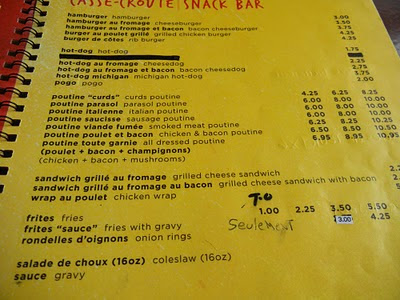 CASSE-CROÛTE|SNACK BAR
hamburger hamburger 3.00
hamburger au fromage cheeseburger
hamburger au fromage et bacon bacon cheeseburger
burger au poulet grillé grilled chicken burger 4.25
burger de côtes rib burger 4.25
hot-dog hot-dog 1.75
hot-dog au fromage cheesedog 2.25
hot-dog au fromage et bacon bacon cheesedog 2.75
hot-dog michigan michigan hot-dog 3.75
pogo pogo 2.00
poutine "curds" curds poutine 4.25 6.25 8.25
poutine parasol parasol poutine 6.00 8.00 10.00
poutine italienne italian poutine 6.00 8.00 10.00
poutine saucisse sausage poutine 6.00 8.00 10.00
poutine viande fumée smoked meat poutine 6.25 8.25 10.25
poutine poulet et bacon chicken & bacon poutine 6.50 8.50 10.50
poutine toute garnie all dressed poutine 6.95 8.95 10.95
(poulet + bacon + champignons)
(chicken + bacon + mushrooms)
sandwich grillé au fromage grilled cheese sandwich
sandwich grillé au fromage au bacon grilled cheese sandwich with bacon
wrap au poulet chicken wrap
T.O
frites fries 1.00 2.25 3.50
frites "sauce" fries with gravy Seulement 3.00 4.25
rondelles d'oignons onion rings
salade de choux (16oz) coleslaw (16oz)
sauce gravy